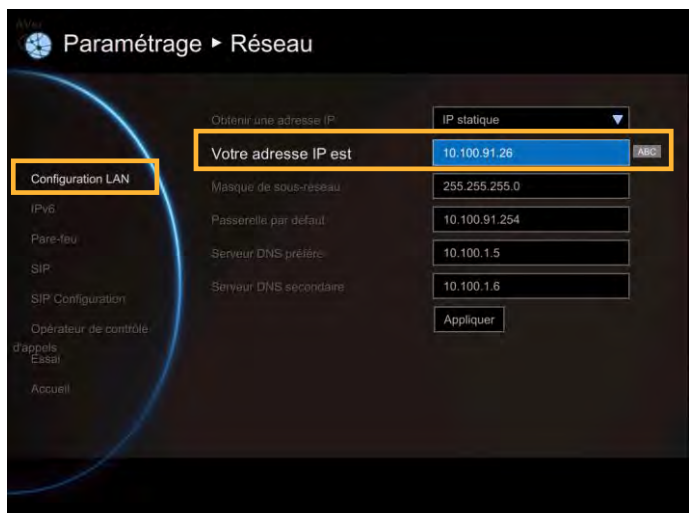 AVer
Paramétrage ► Réseau
Obtenir une adresse IP
IP statique
Votre adresse IP est
10.100.91.26
ABC
Configuration LAN
Masque de sous-réseau
255.255.255.0
IPv6
Passerelle par défaut
10.100.91.254
Pare-feu
Serveur DNS préféré
10.100.1.5
SIP
Serveur DNS secondaire
10.100.1.6
SIP Configuration
Appliquer
Opérateur de contrôle
d'appels
Essai
Accueil